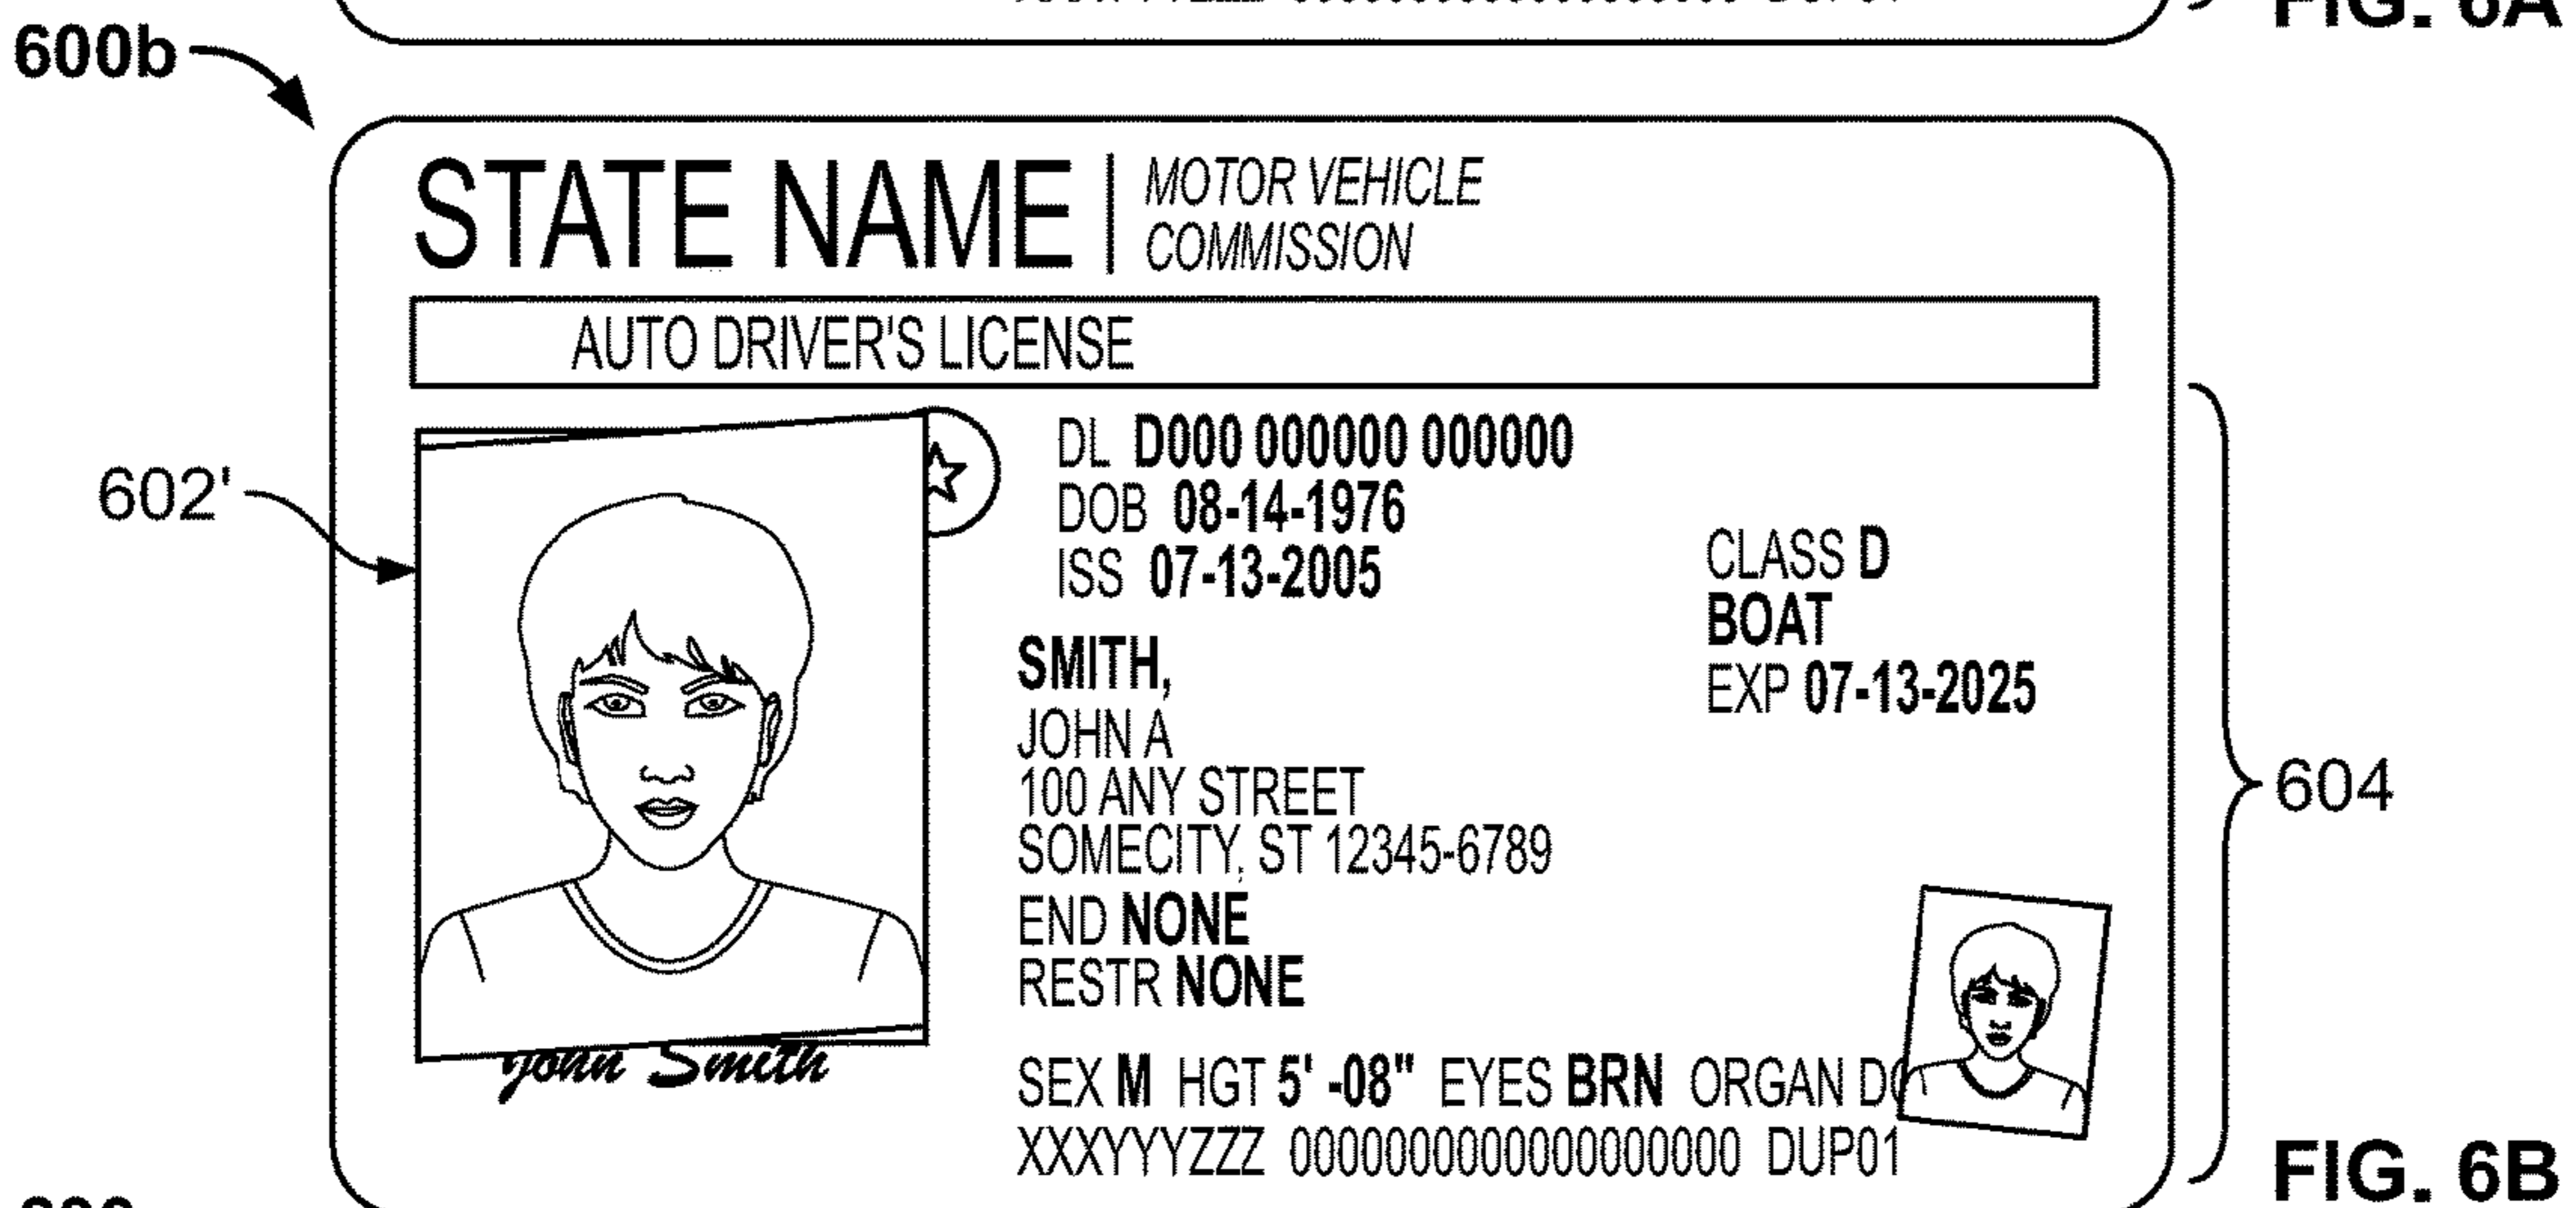 FIG. 6A
600b
STATE NAME
MOTOR VEHICLE
COMMISSION
AUTO DRIVER'S LICENSE
602'
DL D000 000000 000000
DOB 08-14-1976
ISS 07-13-2005
CLASS D
BOAT
EXP 07-13-2025
SMITH,
JOHN A
100 ANY STREET
SOMECITY, ST 12345-6789
END NONE
RESTR NONE
604
John Smith
SEX M HGT 5' -08" EYES BRN ORGAN
XXXYYYZZZ 0000000000000000000 DUP01
FIG. 6B